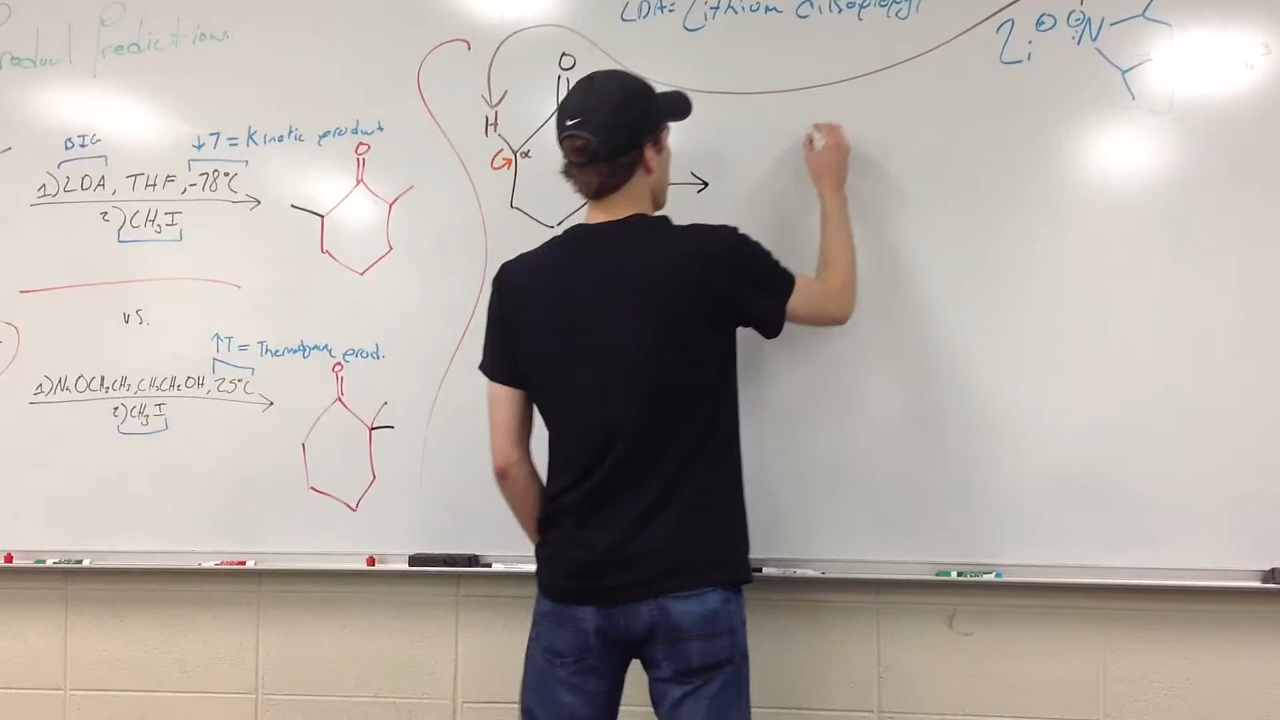 Product Prediction.
LDA = Lithium diisopropyl
Li ⊕ ⊖ :N
BIG
↓T = Kinetic product
1) LDA, THF, -78°C
2) CH₃I
O
vs.
↑T = Thermodynamic prod.
1) NaOCH₂CH₃, CH₃CH₂OH, 25°C
2) CH₃I
O
O
H
α